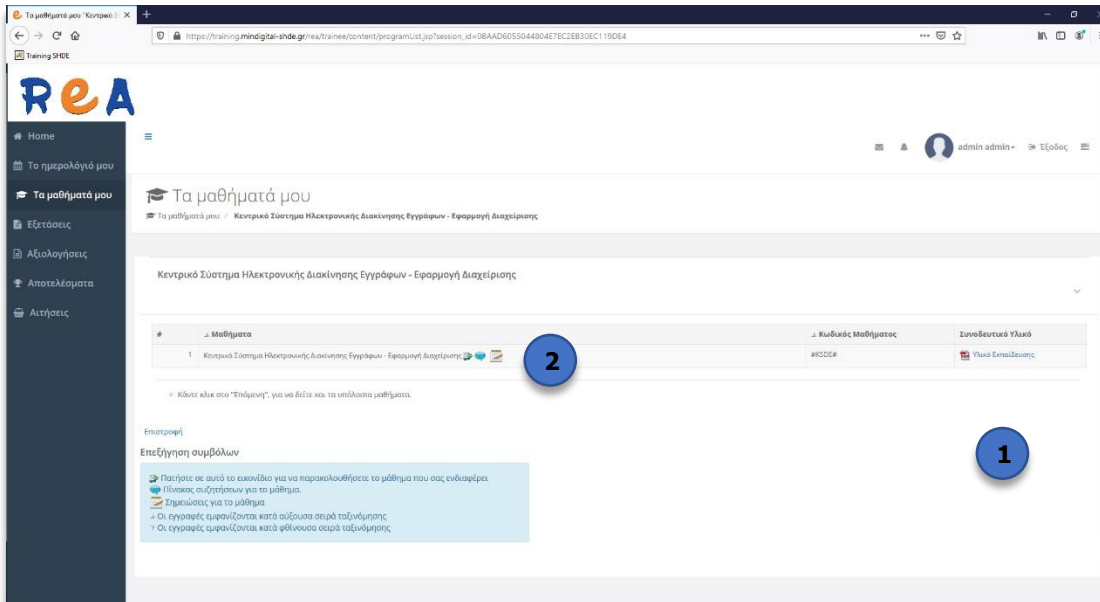 Τα μαθήματά μου "Κεντρικό Σ
https://training.mindigital-shde.gr/rea/trainee/content/programList.jsp?session_id=0BAAD6055044804E7EC2EB30EC119DE4
Training SHDE
ReA
Home
Το ημερολόγιό μου
Τα μαθήματά μου
Εξετάσεις
Αξιολογήσεις
Αποτελέσματα
Αιτήσεις
admin admin
Έξοδος
Τα μαθήματά μου
Τα μαθήματά μου / Κεντρικό Σύστημα Ηλεκτρονικής Διακίνησης Εγγράφων - Εφαρμογή Διαχείρισης
Κεντρικό Σύστημα Ηλεκτρονικής Διακίνησης Εγγράφων - Εφαρμογή Διαχείρισης
# Μαθήματα Κωδικός Μαθήματος Συνοδευτικό Υλικό
1 Κεντρικό Σύστημα Ηλεκτρονικής Διακίνησης Εγγράφων - Εφαρμογή Διαχείρισης #KSDE# Υλικό Εκπαίδευσης
2
Κάντε κλικ στο "Επόμενη", για να δείτε και τα υπόλοιπα μαθήματα.
Επιστροφή
1
Επεξήγηση συμβόλων
Πατήστε σε αυτό το εικονίδιο για να παρακολουθήσετε το μάθημα που σας ενδιαφέρει
Πίνακας συζητήσεων για το μάθημα.
Σημειώσεις για το μάθημα
Οι εγγραφές εμφανίζονται κατά αύξουσα σειρά ταξινόμησης
Οι εγγραφές εμφανίζονται κατά φθίνουσα σειρά ταξινόμησης